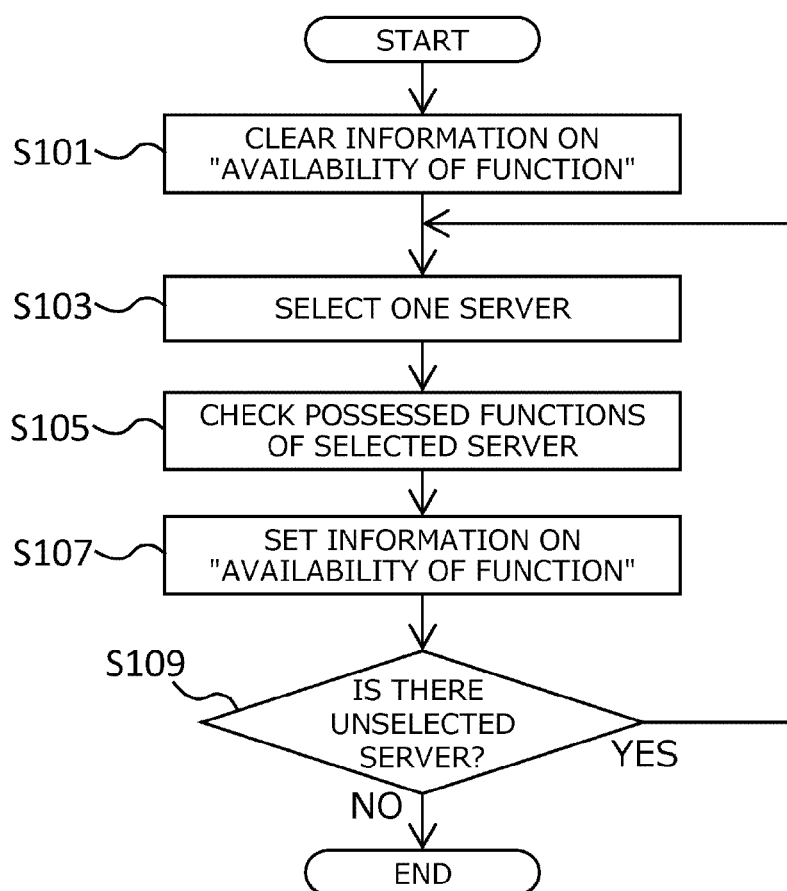 START
S101
CLEAR INFORMATION ON
"AVAILABILITY OF FUNCTION"
S103
SELECT ONE SERVER
S105
CHECK POSSESSED FUNCTIONS
OF SELECTED SERVER
S107
SET INFORMATION ON
"AVAILABILITY OF FUNCTION"
S109
IS THERE
UNSELECTED
SERVER?
YES
NO
END